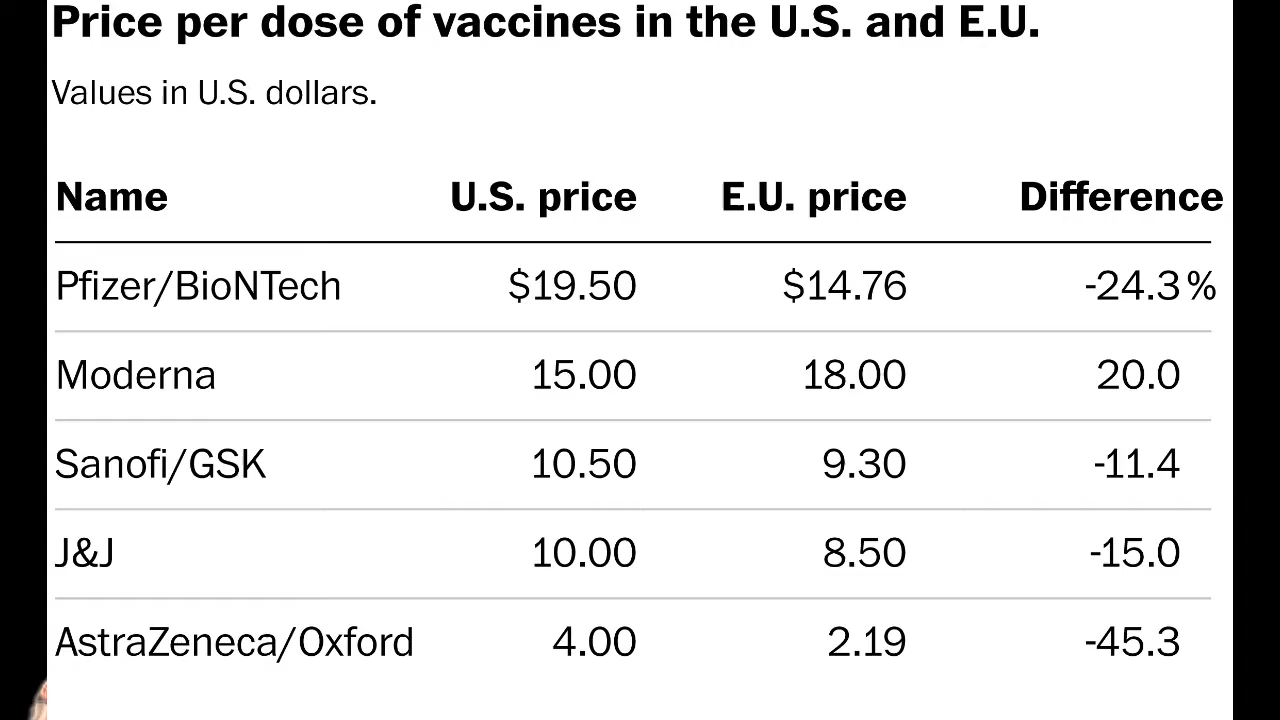 Price per dose of vaccines in the U.S. and E.U.
Values in U.S. dollars.
Name U.S. price E.U. price Difference
Pfizer/BioNTech $19.50 $14.76 -24.3%
Moderna 15.00 18.00 20.0
Sanofi/GSK 10.50 9.30 -11.4
J&J 10.00 8.50 -15.0
AstraZeneca/Oxford 4.00 2.19 -45.3